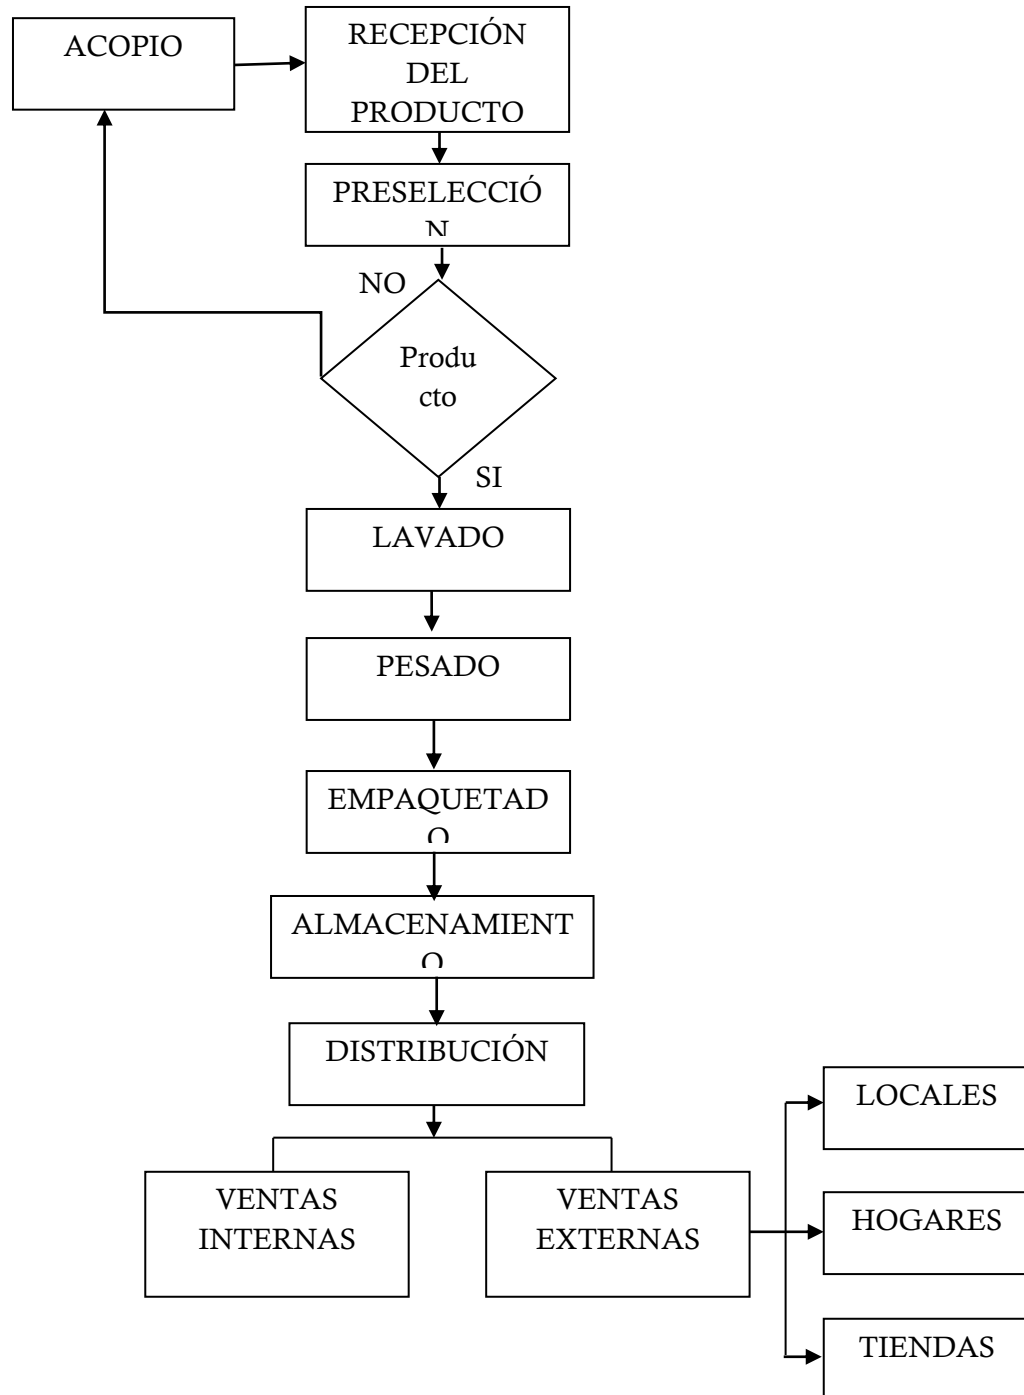 ACOPIO
RECEPCIÓN
DEL
PRODUCTO
PRESELECCIÓ
N
NO
Produ
cto
SI
LAVADO
PESADO
EMPAQUETAD
O
ALMACENAMIENT
O
DISTRIBUCIÓN
VENTAS
INTERNAS
VENTAS
EXTERNAS
LOCALES
HOGARES
TIENDAS